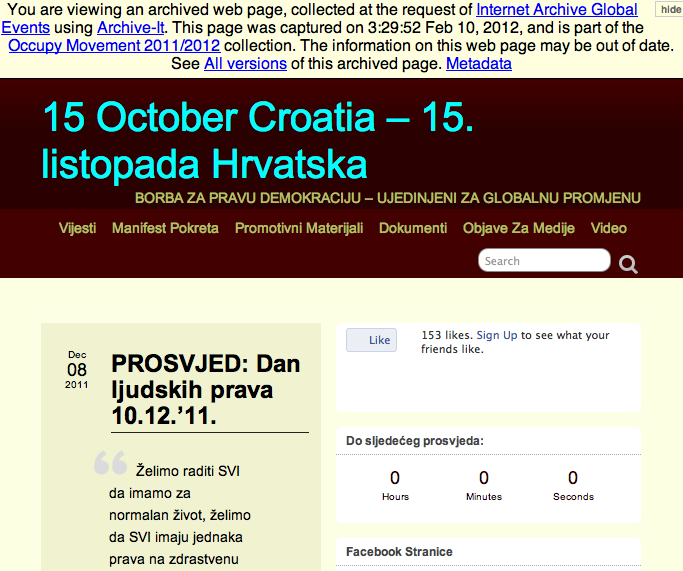 You are viewing an archived web page, collected at the request of Internet Archive Global
hide
Events using Archive-It. This page was captured on 3:29:52 Feb 10, 2012, and is part of the
Occupy Movement 2011/2012 collection. The information on this web page may be out of date.
See All versions of this archived page. Metadata
15 October Croatia – 15.
listopada Hrvatska
BORBA ZA PRAVU DEMOKRACIJU – UJEDINJENI ZA GLOBALNU PROMJENU
Vijesti Manifest Pokreta Promotivni Materijali Dokumenti Objave Za Medije Video
Search
Dec
08
2011
PROSVJED: Dan
ljudskih prava
10.12.’11.
“ Želimo raditi SVI
da imamo za
normalan život, želimo
da SVI imaju jednaka
prava na zdravstvenu
Like
153 likes. Sign Up to see what your
friends like.
Do sljedećeg prosvjeda:
0 0 0
Hours Minutes Seconds
Facebook Stranice